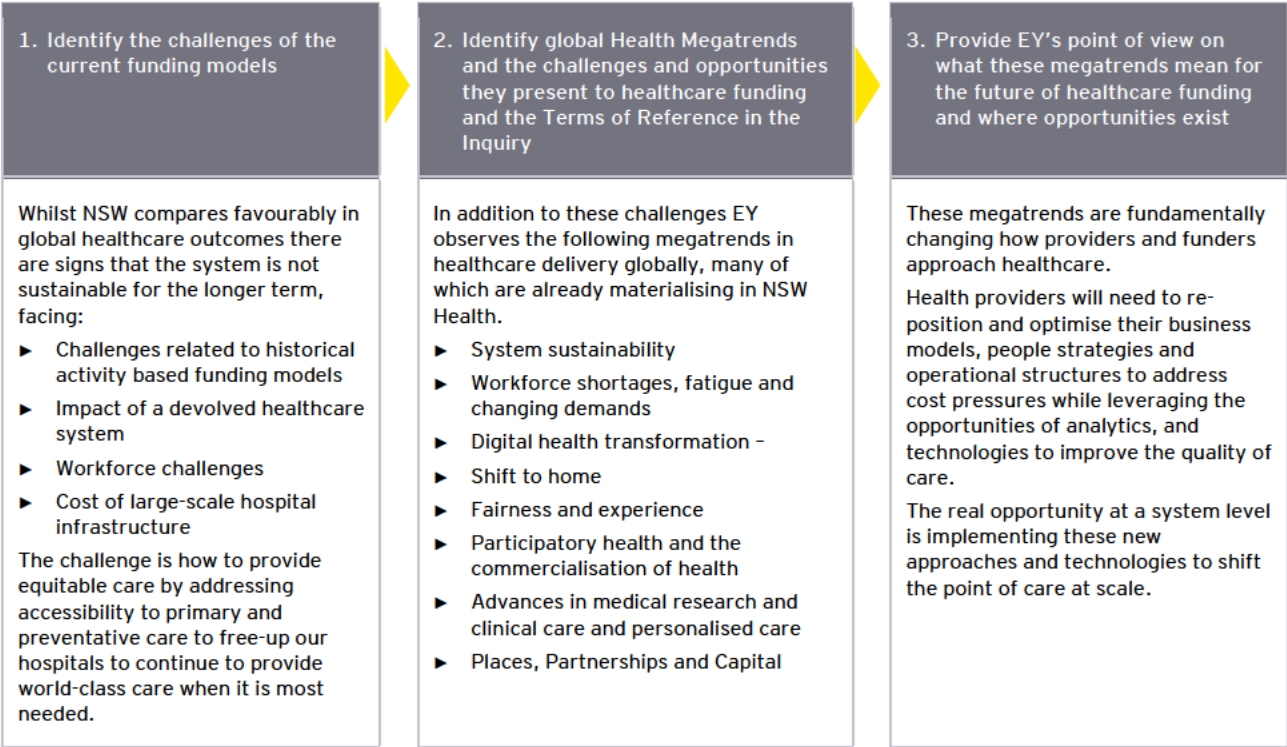 1. Identify the challenges of the
current funding models
2. Identify global Health Megatrends
and the challenges and opportunities
they present to healthcare funding
and the Terms of Reference in the
Inquiry
3. Provide EY's point of view on
what these megatrends mean for
the future of healthcare funding
and where opportunities exist
Whilst NSW compares favourably in
global healthcare outcomes there
are signs that the system is not
sustainable for the longer term,
facing:
► Challenges related to historical
activity based funding models
► Impact of a devolved healthcare
system
► Workforce challenges
► Cost of large-scale hospital
infrastructure
The challenge is how to provide
equitable care by addressing
accessibility to primary and
preventative care to free-up our
hospitals to continue to provide
world-class care when it is most
needed.
In addition to these challenges EY
observes the following megatrends in
healthcare delivery globally, many of
which are already materialising in NSW
Health.
► System sustainability
► Workforce shortages, fatigue and
changing demands
► Digital health transformation –
► Shift to home
► Fairness and experience
► Participatory health and the
commercialisation of health
► Advances in medical research and
clinical care and personalised care
► Places, Partnerships and Capital
These megatrends are fundamentally
changing how providers and funders
approach healthcare.
Health providers will need to re-
position and optimise their business
models, people strategies and
operational structures to address
cost pressures while leveraging the
opportunities of analytics, and
technologies to improve the quality of
care.
The real opportunity at a system level
is implementing these new
approaches and technologies to shift
the point of care at scale.